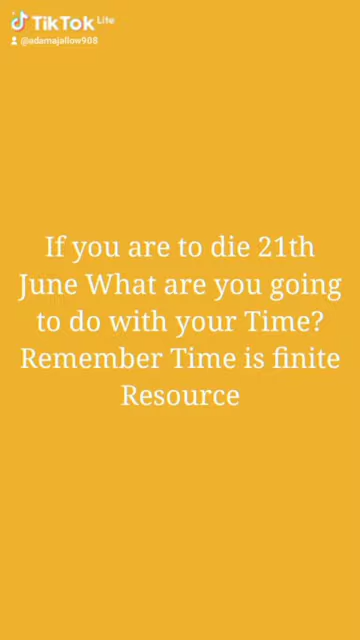 TikTok Lite
@adamajallow908
If you are to die 21th
June What are you going
to do with your Time?
Remember Time is finite
Resource